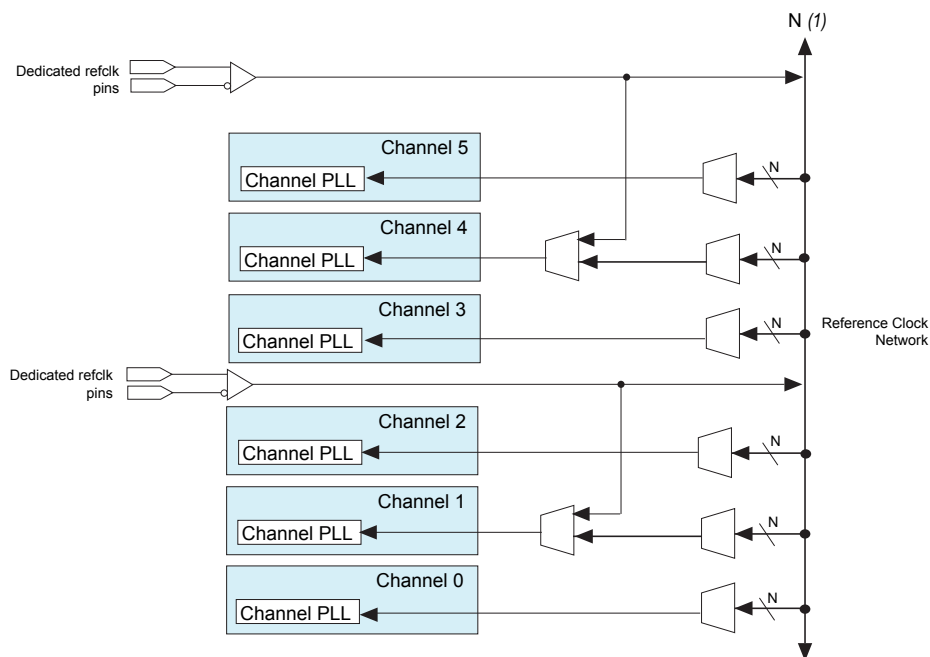 N (1)
Dedicated refclk
pins
Channel 5
Channel PLL
N
Channel 4
Channel PLL
N
Channel 3
Channel PLL
N
Reference Clock
Network
Dedicated refclk
pins
Channel 2
Channel PLL
N
Channel 1
Channel PLL
N
Channel 0
Channel PLL
N